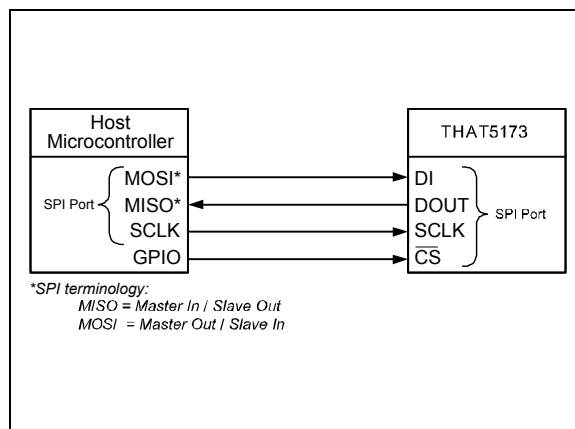 Host
Microcontroller
THAT5173
SPI Port
MOSI*
MISO*
SCLK
GPIO
DI
DOUT
SCLK
CS
SPI Port
*SPI terminology:
MISO = Master In / Slave Out
MOSI = Master Out / Slave In